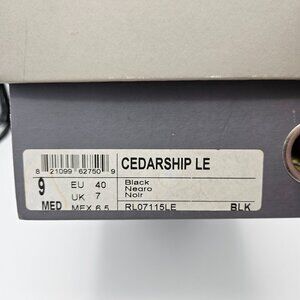 CEDARSHIP LE
8 21099 62750 9
9 EU 40 Black
UK 7 Negro
MED MEX 6.5 Noir
RL07115LE BLK